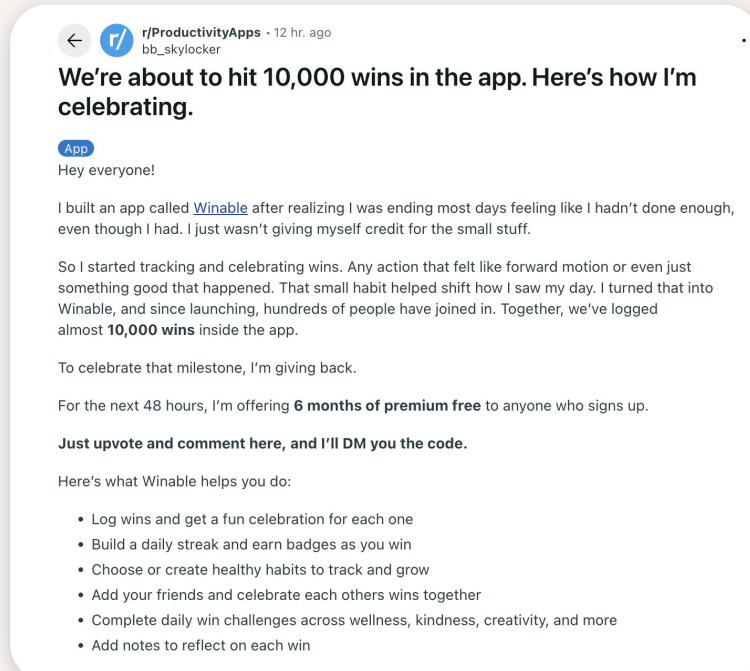 r/ProductivityApps • 12 hr. ago
bb_skylocker
We’re about to hit 10,000 wins in the app. Here’s how I’m
celebrating.
App
Hey everyone!
I built an app called Winable after realizing I was ending most days feeling like I hadn’t done enough,
even though I had. I just wasn’t giving myself credit for the small stuff.
So I started tracking and celebrating wins. Any action that felt like forward motion or even just
something good that happened. That small habit helped shift how I saw my day. I turned that into
Winable, and since launching, hundreds of people have joined in. Together, we’ve logged
almost 10,000 wins inside the app.
To celebrate that milestone, I’m giving back.
For the next 48 hours, I’m offering 6 months of premium free to anyone who signs up.
Just upvote and comment here, and I’ll DM you the code.
Here’s what Winable helps you do:
• Log wins and get a fun celebration for each one
• Build a daily streak and earn badges as you win
• Choose or create healthy habits to track and grow
• Add your friends and celebrate each others wins together
• Complete daily win challenges across wellness, kindness, creativity, and more
• Add notes to reflect on each win